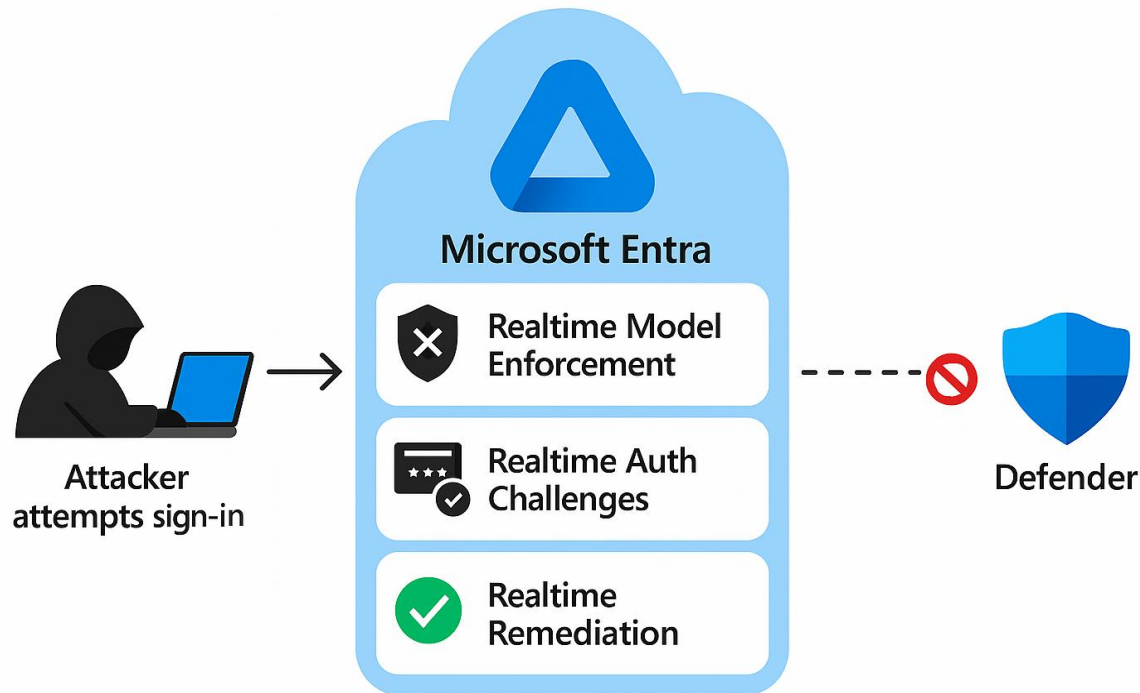 Microsoft Entra
Realtime Model
Enforcement
Realtime Auth
Challenges
Realtime
Remediation
Attacker
attempts sign-in
Defender